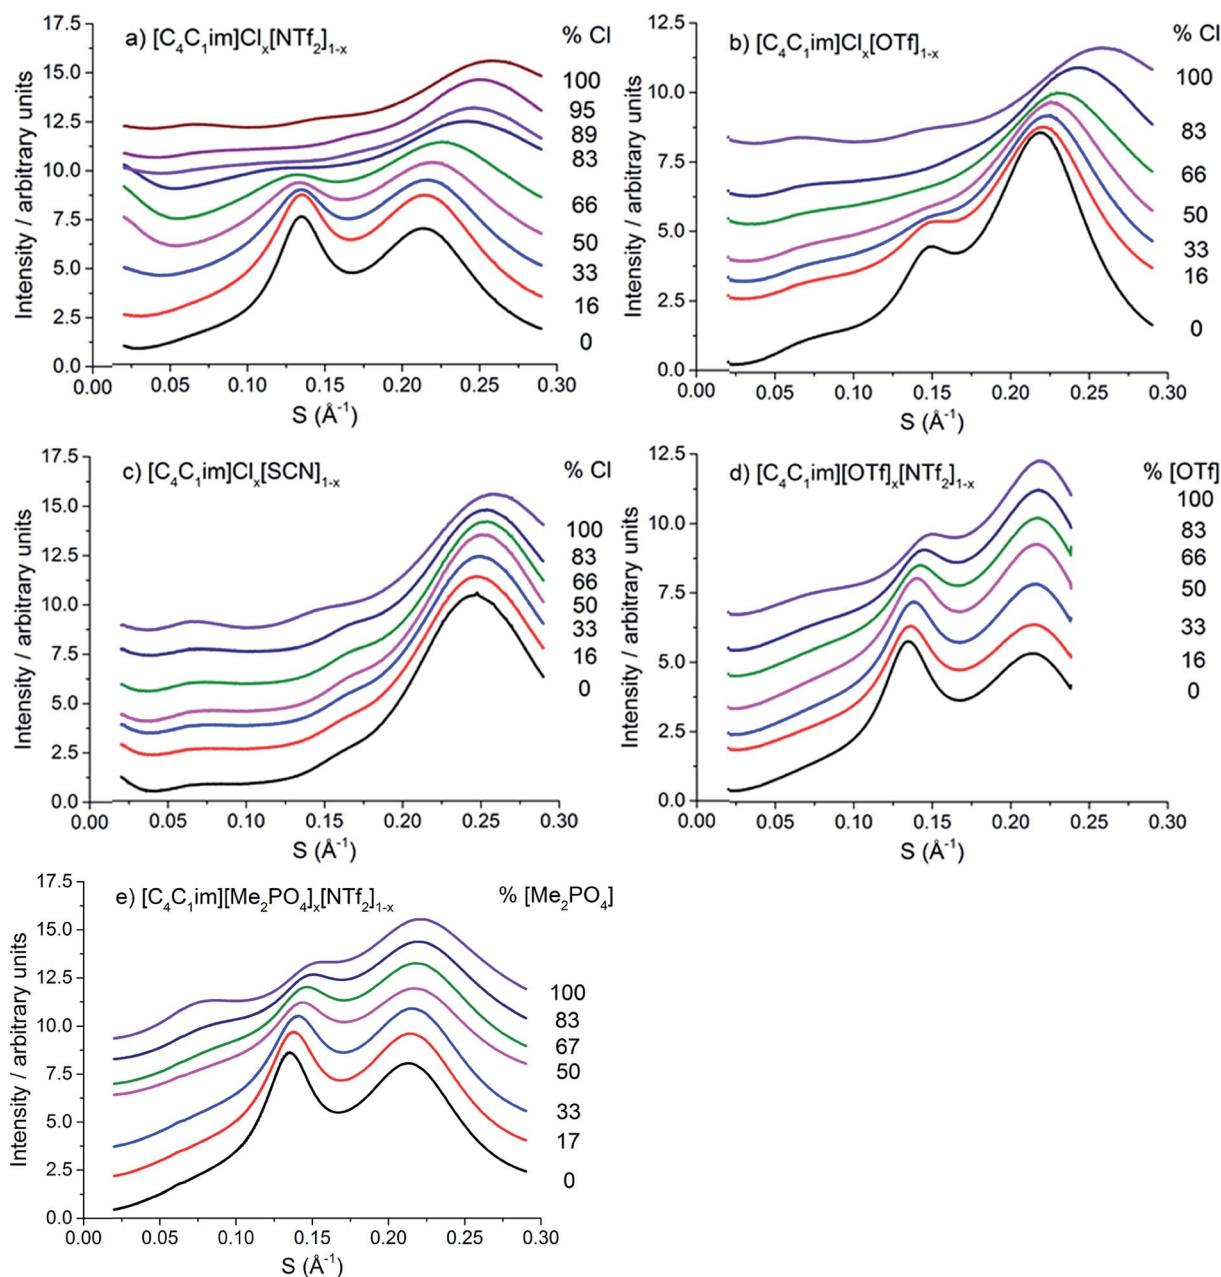 a) [C₄C₁im]Clₓ[NTf₂]₁₋ₓ
% Cl
17.5
15.0
12.5
10.0
7.5
5.0
2.5
0.0
100
95
89
83
66
50
33
16
0
Intensity / arbitrary units
0.00 0.05 0.10 0.15 0.20 0.25 0.30
S (Å⁻¹)
b) [C₄C₁im]Clₓ[OTf]₁₋ₓ
% Cl
12.5
10.0
7.5
5.0
2.5
0.0
100
83
66
50
33
16
0
Intensity / arbitrary units
0.00 0.05 0.10 0.15 0.20 0.25 0.30
S (Å⁻¹)
c) [C₄C₁im]Clₓ[SCN]₁₋ₓ
% Cl
17.5
15.0
12.5
10.0
7.5
5.0
2.5
0.0
100
83
66
50
33
16
0
Intensity / arbitrary units
0.00 0.05 0.10 0.15 0.20 0.25 0.30
S (Å⁻¹)
d) [C₄C₁im][OTf]ₓ[NTf₂]₁₋ₓ
% [OTf]
12.5
10.0
7.5
5.0
2.5
0.0
100
83
66
50
33
16
0
Intensity / arbitrary units
0.00 0.05 0.10 0.15 0.20 0.25 0.30
S (Å⁻¹)
e) [C₄C₁im][Me₂PO₄]ₓ[NTf₂]₁₋ₓ
% [Me₂PO₄]
17.5
15.0
12.5
10.0
7.5
5.0
2.5
0.0
100
83
67
50
33
17
0
Intensity / arbitrary units
0.00 0.05 0.10 0.15 0.20 0.25 0.30
S (Å⁻¹)